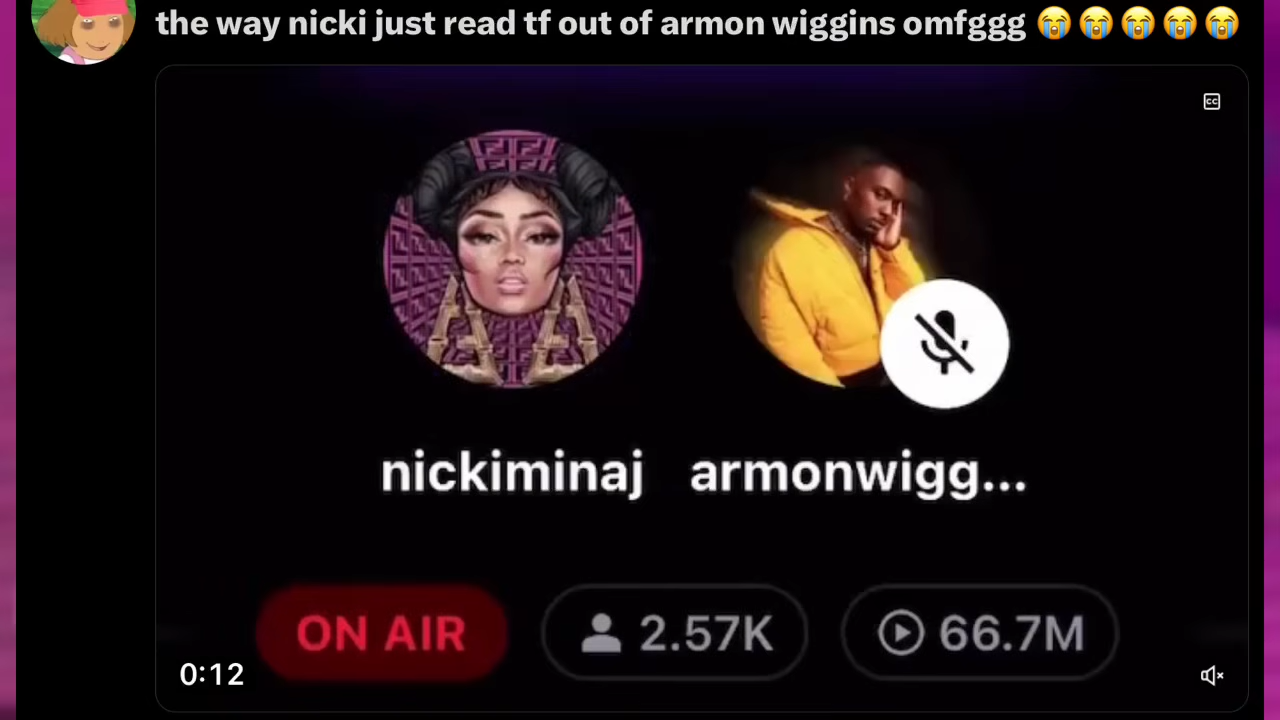 the way nicki just read tf out of armon wiggins omfggg 😭😭😭😭😭
CC
nickiminaj armonwigg...
ON AIR 2.57K 66.7M
0:12